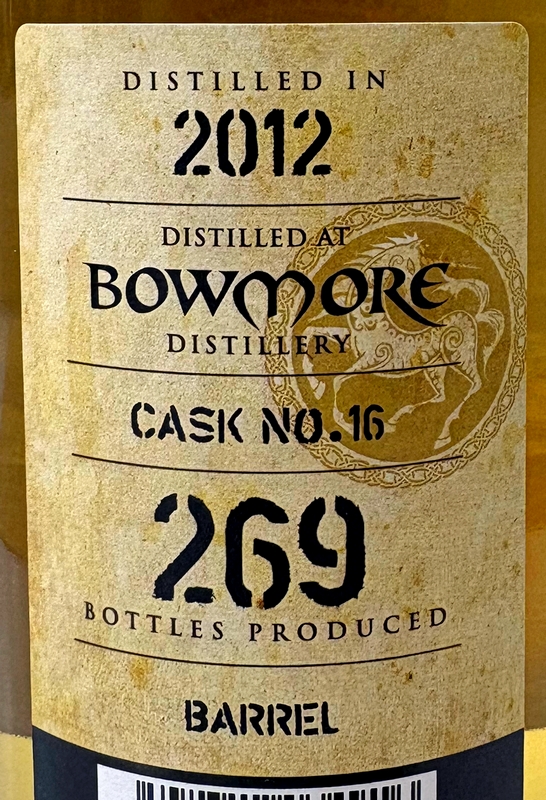 DISTILLED IN
2012
DISTILLED AT
BOWMORE
DISTILLERY
CASK NO.16
269
BOTTLES PRODUCED
BARREL